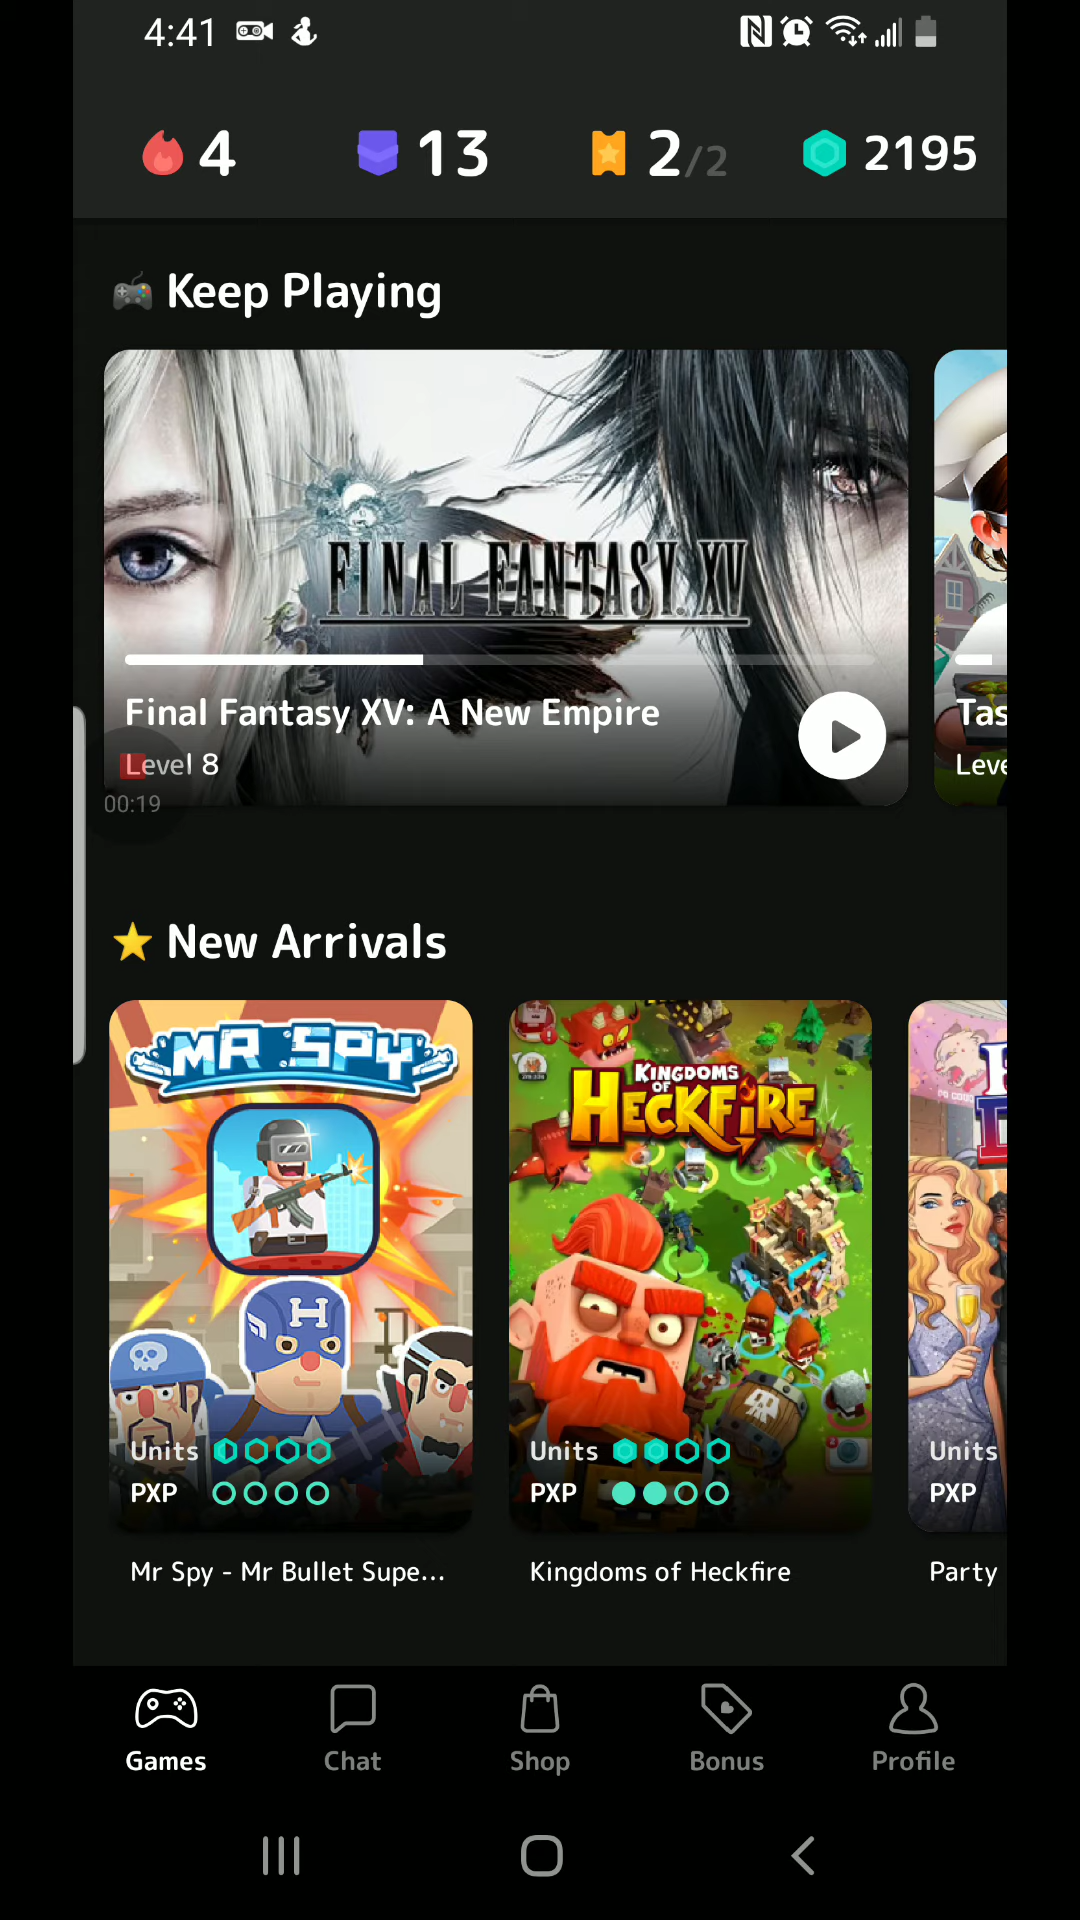 4:41
4
13
2/2
2195
Keep Playing
FINAL FANTASY XV
Final Fantasy XV: A New Empire
Level 8
00:19
Tas
Leve
New Arrivals
MR SPY
H
Units
PXP
Mr Spy - Mr Bullet Supe...
KINGDOMS
OF
HECKFIRE
Units
PXP
Kingdoms of Heckfire
Units
PXP
Party
Games
Chat
Shop
Bonus
Profile